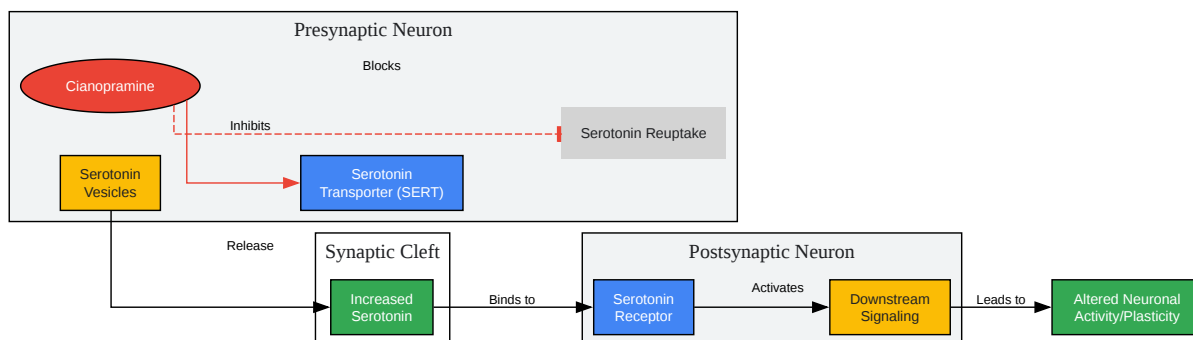 Presynaptic Neuron
Blocks
Cianopramine
Inhibits
Serotonin Reuptake
Serotonin
Vesicles
Serotonin
Transporter (SERT)
Release
Synaptic Cleft
Postsynaptic Neuron
Increased
Serotonin
Binds to
Serotonin
Receptor
Activates
Downstream
Signaling
Leads to
Altered Neuronal
Activity/Plasticity